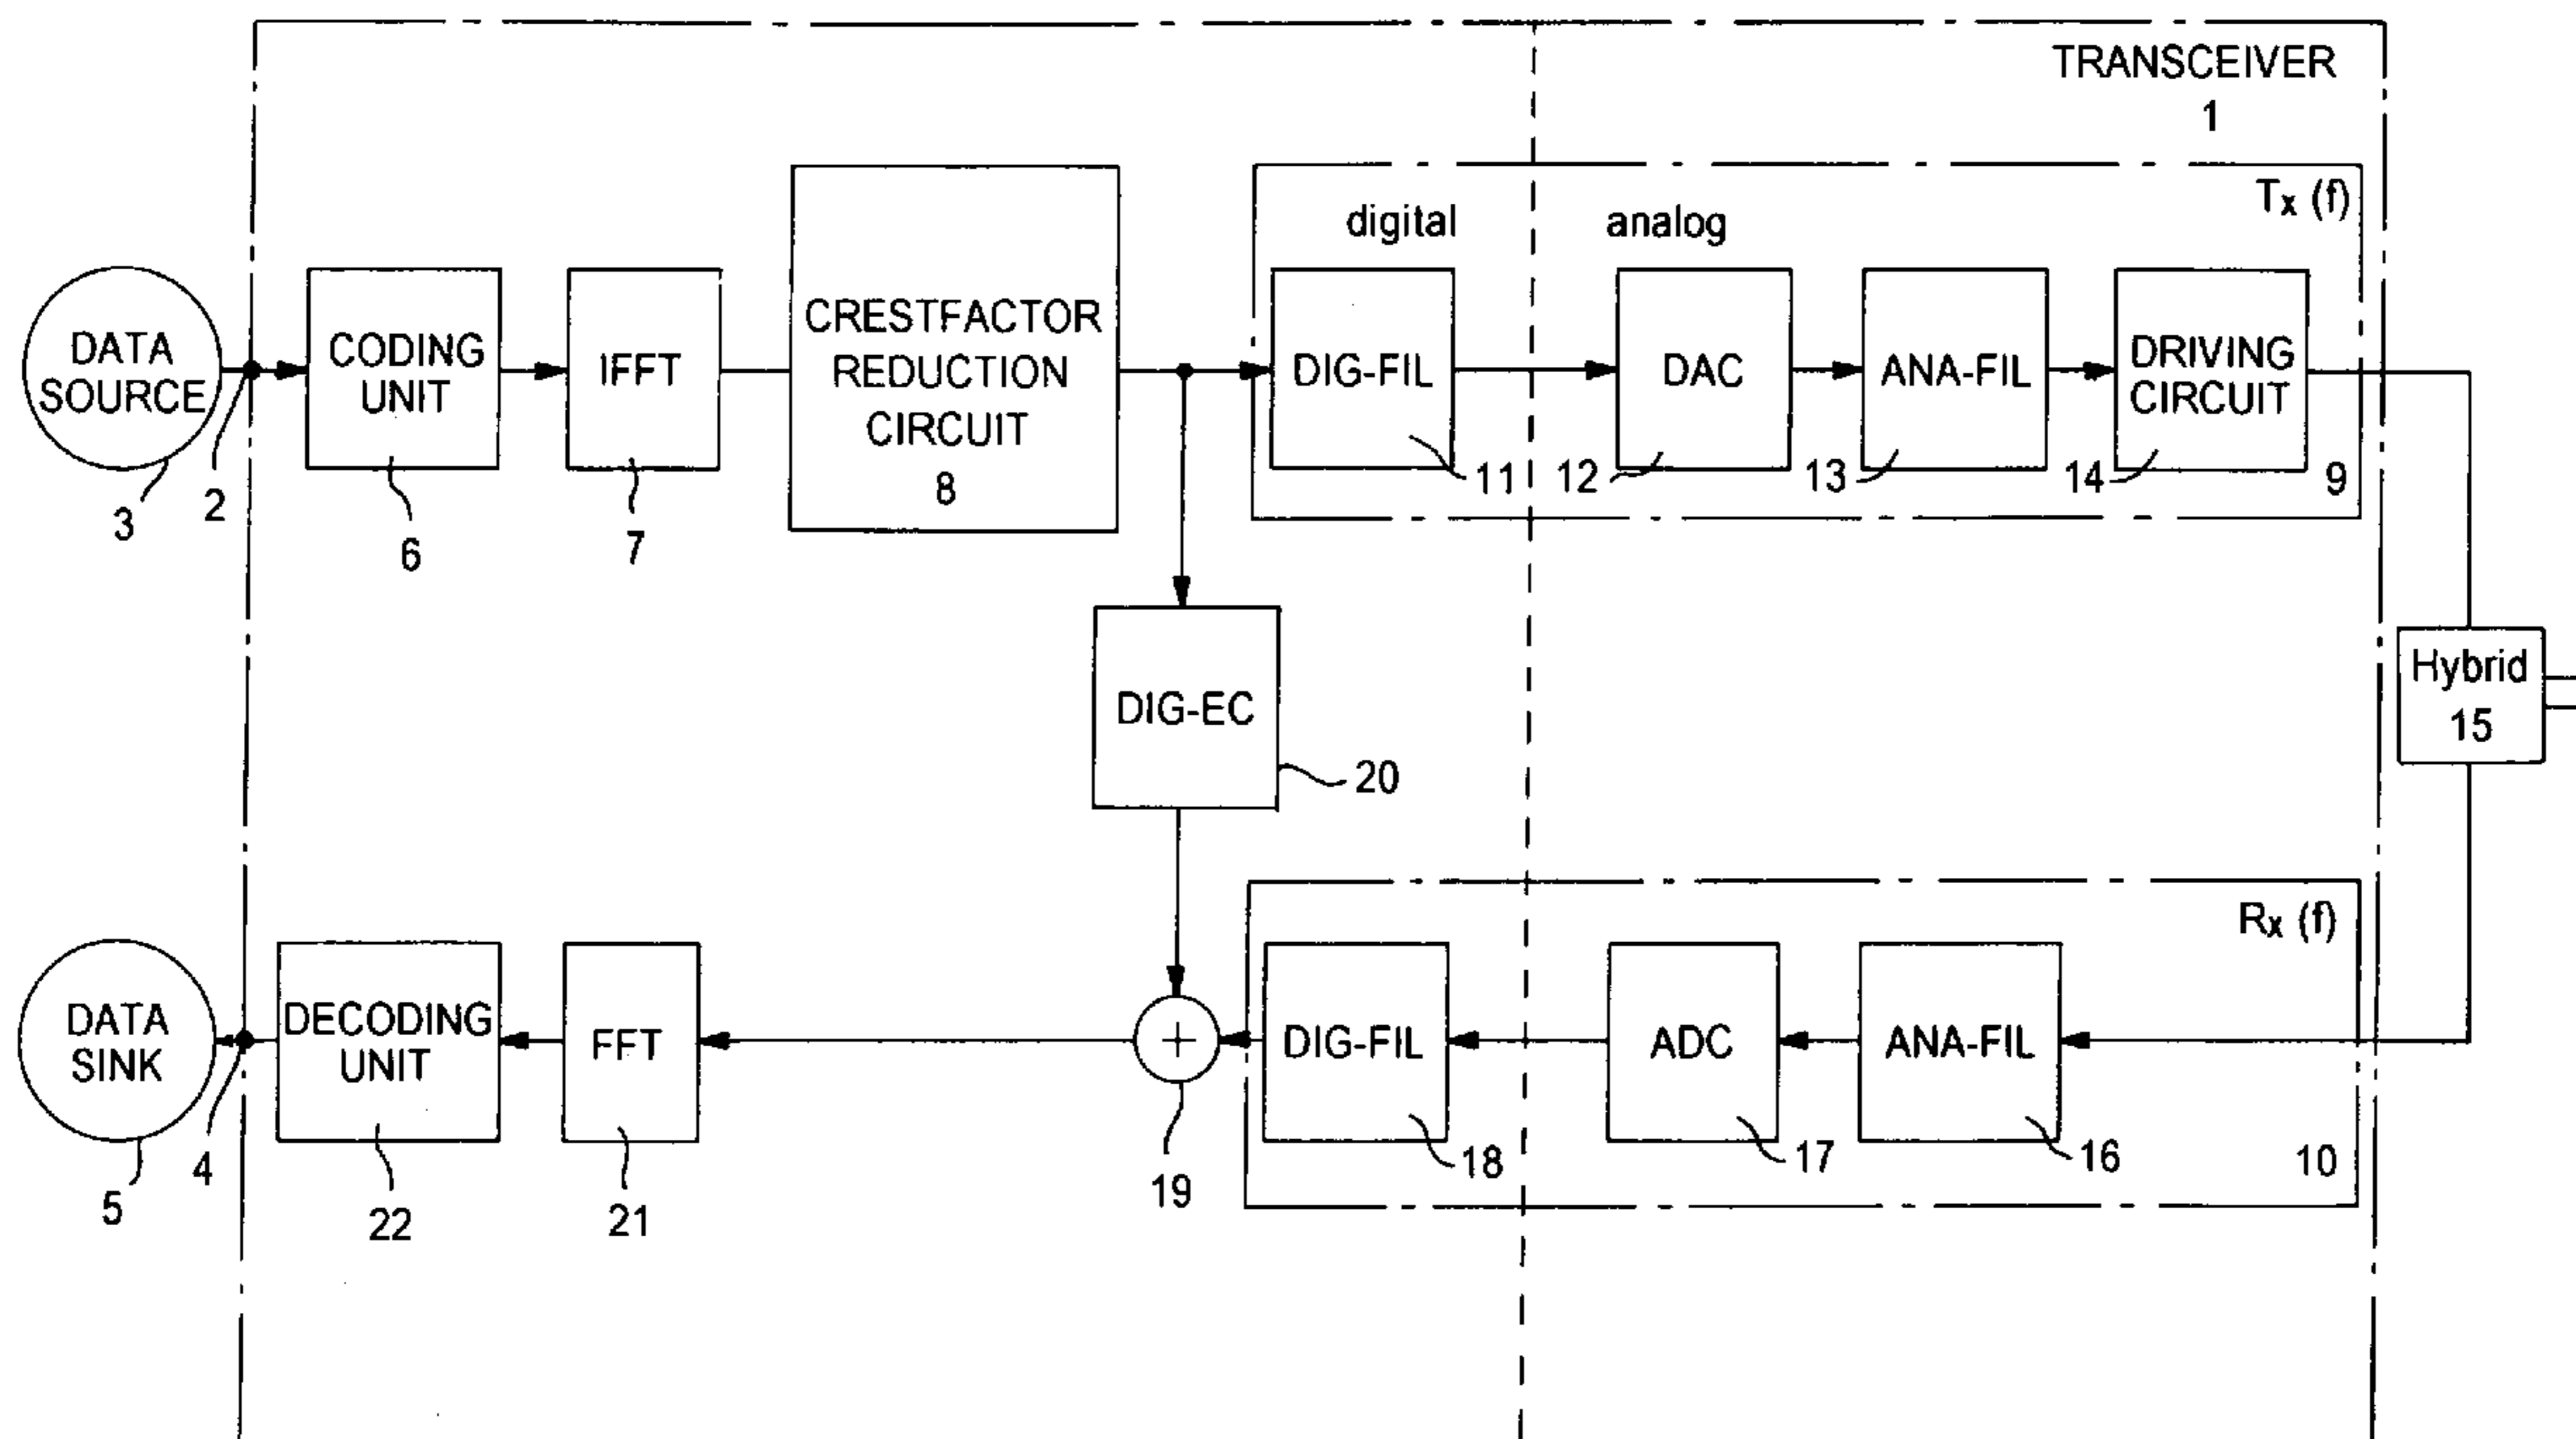 TRANSCEIVER
1
Tx (f)
digital
analog
DATA
SOURCE
CODING
UNIT
IFFT
CRESTFACTOR
REDUCTION
CIRCUIT
8
DIG-FIL
DAC
ANA-FIL
DRIVING
CIRCUIT
3
2
6
7
11
12
13
14
9
Hybrid
15
DIG-EC
20
Rx (f)
DATA
SINK
DECODING
UNIT
FFT
+
DIG-FIL
ADC
ANA-FIL
5
4
22
21
19
18
17
16
10